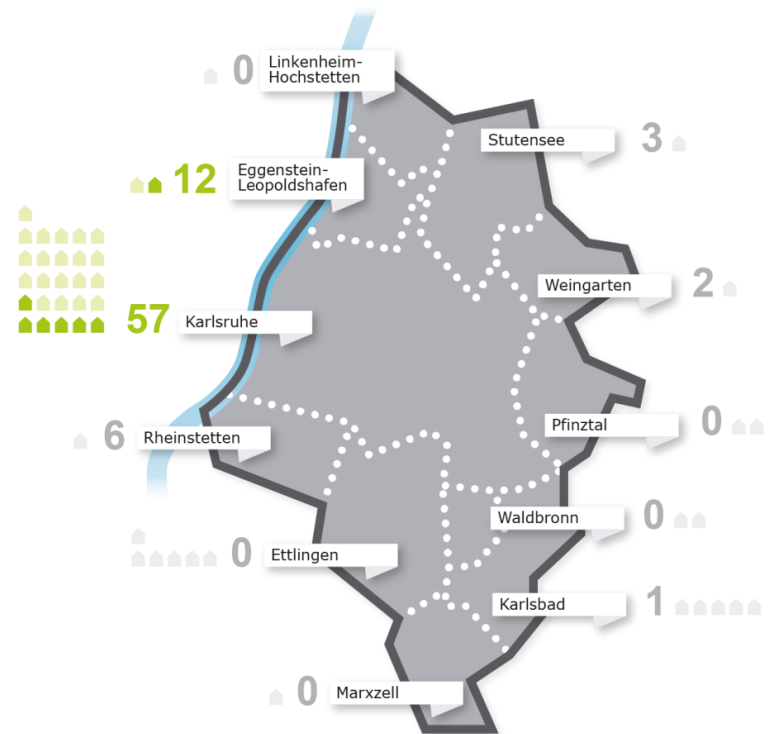 0 Linkenheim-
Hochstetten
Stutensee 3
12 Eggenstein-
Leopoldshafen
Weingarten 2
57 Karlsruhe
Pfinztal 0
6 Rheinstetten
Waldbronn 0
0 Ettlingen
Karlsbad 1
0 Marxzell